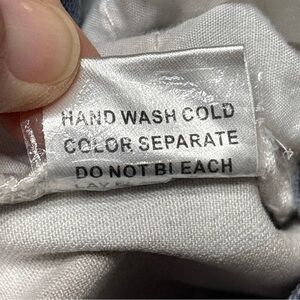 HAND WASH COLD
COLOR SEPARATE
DO NOT BLEACH